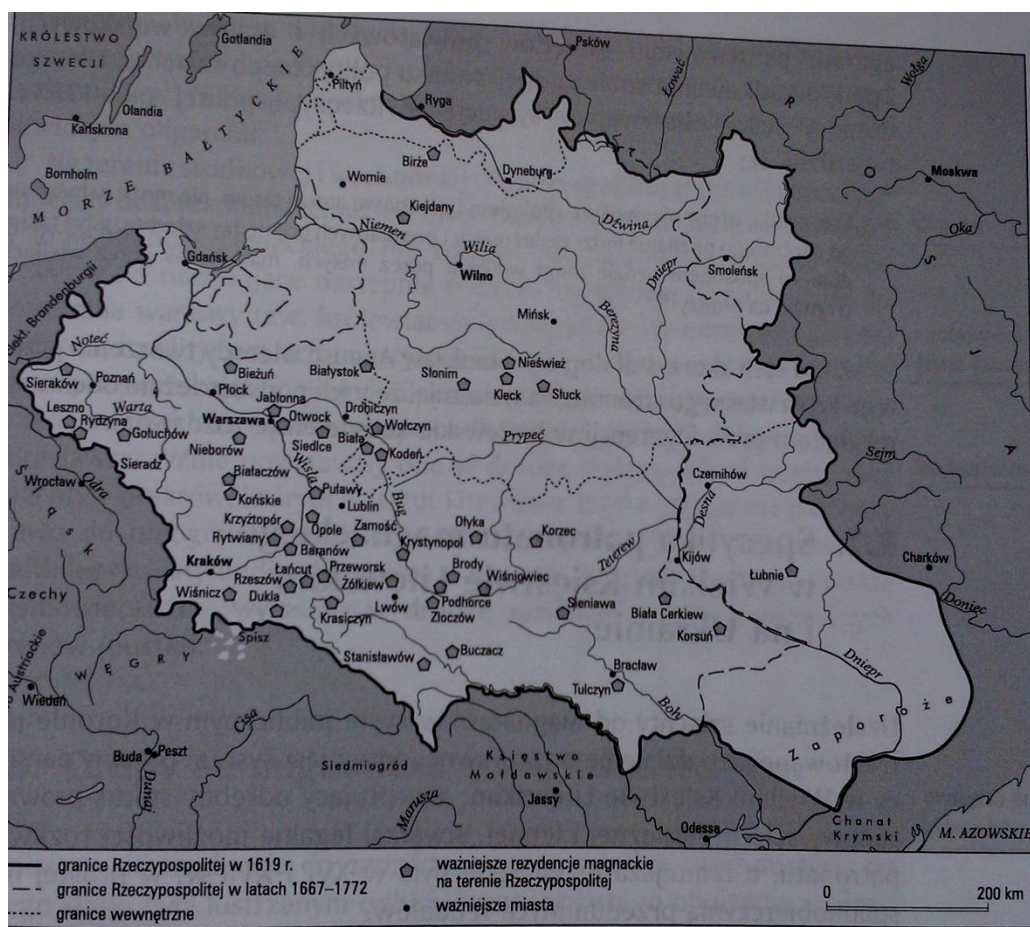 KRÓLESTWO
SZWECJI
Gotlandia
Olandia
Karlskrona
Bornholm
MORZE BAŁTYCKIE
Piltyń
Ryga
Psków
Łować
Wołga
Moskwa
Oka
R O S J A
Birże
Dyneburg
Wornie
Kiejdany
Dźwina
Niemen
Wilia
Wilno
Dniepr
Smoleńsk
Gdańsk
Elekt. Brandenburgii
Mińsk
Berezyna
Noteć
Sieraków
Poznań
Bieżuń
Białystok
Słonim
Nieśwież
Kleck
Słuck
Płock
Jabłonna
Leszno
Rydzyna
Warta
Gołuchów
Warszawa
Otwock
Drohiczyn
Wołczyn
Nieborów
Siedlce
Biała
Kodeń
Prypeć
Sieradz
Wrocław
Odra
Śląsk
Białaczów
Wisła
Końskie
Puławy
Lublin
Bug
Czernihów
Desna
Sejm
Krzyżtopór
Opole
Zamość
Krystynopol
Ołyka
Korzec
Rytwiany
Baranów
Teterew
Kijów
Łubnie
Charków
Doniec
Kraków
Łańcut
Przeworsk
Rzeszów
Żółkiew
Brody
Wiśniowiec
Wiśnicz
Dukla
Krasiczyn
Lwów
Podhorce
Złoczów
Sieniawa
Biała Cerkiew
Korsuń
Czechy
Spisz
WĘGRY
Stanisławów
Buczacz
Bracław
Tulczyn
Boh
Dniepr
Zaporoże
Austriackie
Wiedeń
Cisa
Buda
Peszt
Dunaj
Siedmiogród
Marusza
Księstwo
Mołdawskie
Jassy
Odessa
Chanat
Krymski
M. AZOWSKIE
granice Rzeczypospolitej w 1619 r.
granice Rzeczypospolitej w latach 1667–1772
granice wewnętrzne
ważniejsze rezydencje magnackie
na terenie Rzeczypospolitej
ważniejsze miasta
0 200 km